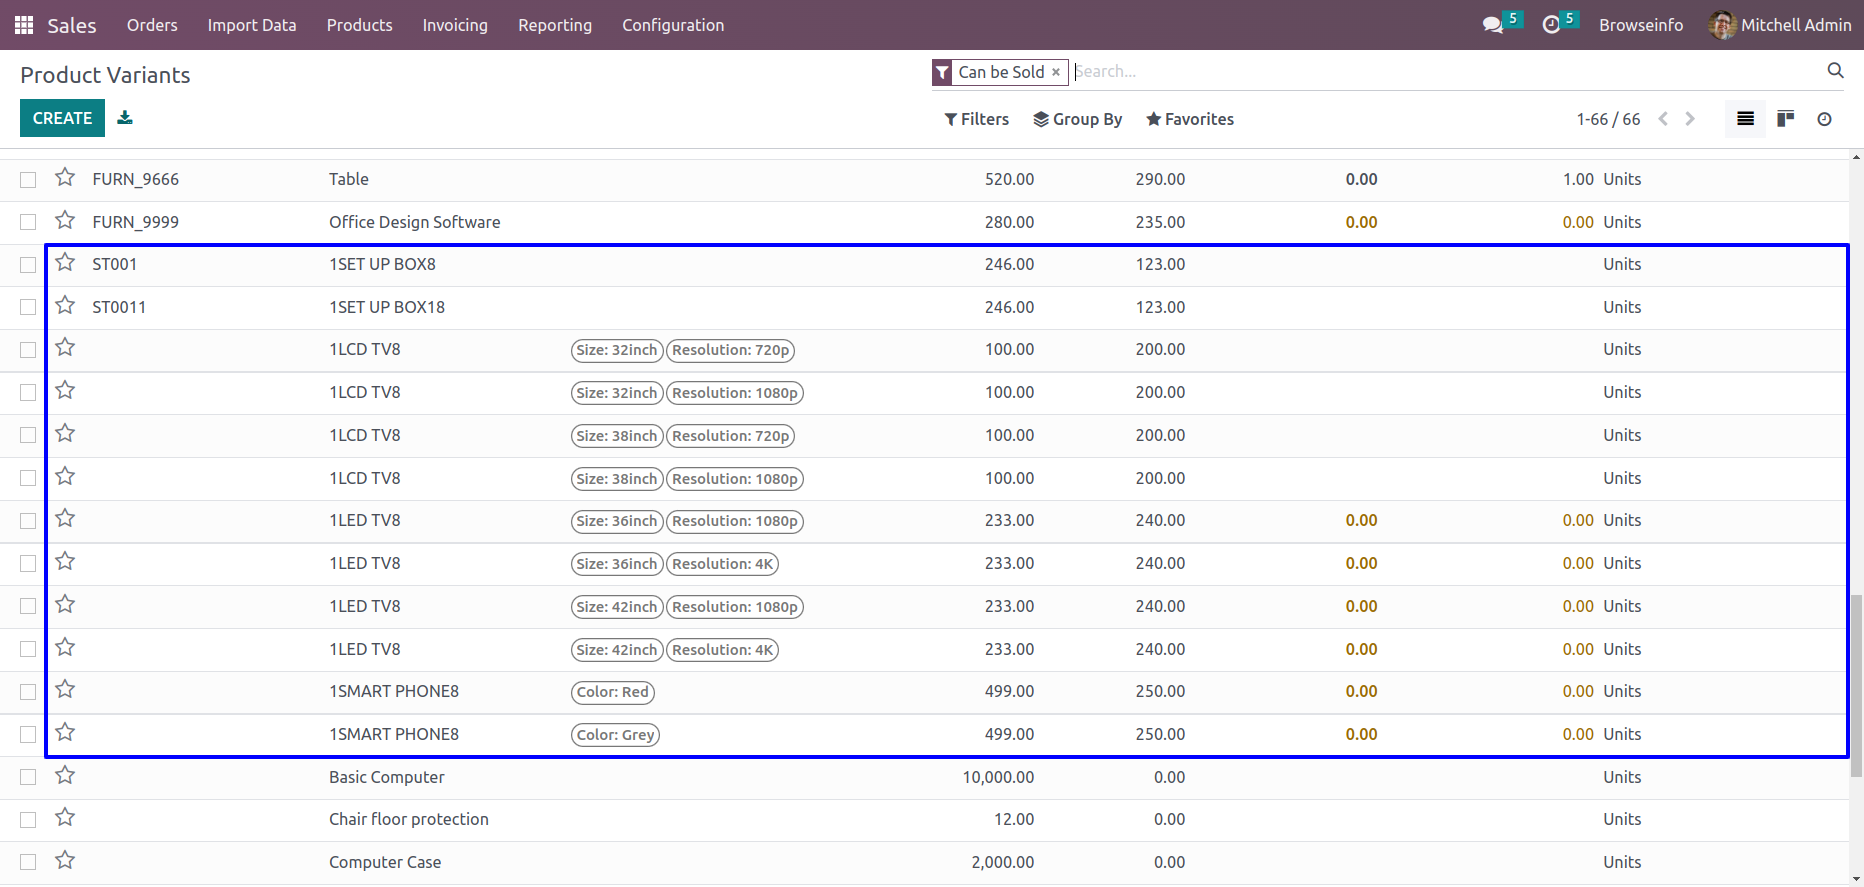 Sales Orders Import Data Products Invoicing Reporting Configuration 5 5 Browseinfo Mitchell Admin
Product Variants Can be Sold × Search...
CREATE Filters Group By Favorites 1-66 / 66
FURN_9666 Table 520.00 290.00 0.00 1.00 Units
FURN_9999 Office Design Software 280.00 235.00 0.00 0.00 Units
ST001 1SET UP BOX8 246.00 123.00 Units
ST0011 1SET UP BOX18 246.00 123.00 Units
1LCD TV8 Size: 32inch Resolution: 720p 100.00 200.00 Units
1LCD TV8 Size: 32inch Resolution: 1080p 100.00 200.00 Units
1LCD TV8 Size: 38inch Resolution: 720p 100.00 200.00 Units
1LCD TV8 Size: 38inch Resolution: 1080p 100.00 200.00 Units
1LED TV8 Size: 36inch Resolution: 1080p 233.00 240.00 0.00 0.00 Units
1LED TV8 Size: 36inch Resolution: 4K 233.00 240.00 0.00 0.00 Units
1LED TV8 Size: 42inch Resolution: 1080p 233.00 240.00 0.00 0.00 Units
1LED TV8 Size: 42inch Resolution: 4K 233.00 240.00 0.00 0.00 Units
1SMART PHONE8 Color: Red 499.00 250.00 0.00 0.00 Units
1SMART PHONE8 Color: Grey 499.00 250.00 0.00 0.00 Units
Basic Computer 10,000.00 0.00 Units
Chair floor protection 12.00 0.00 Units
Computer Case 2,000.00 0.00 Units